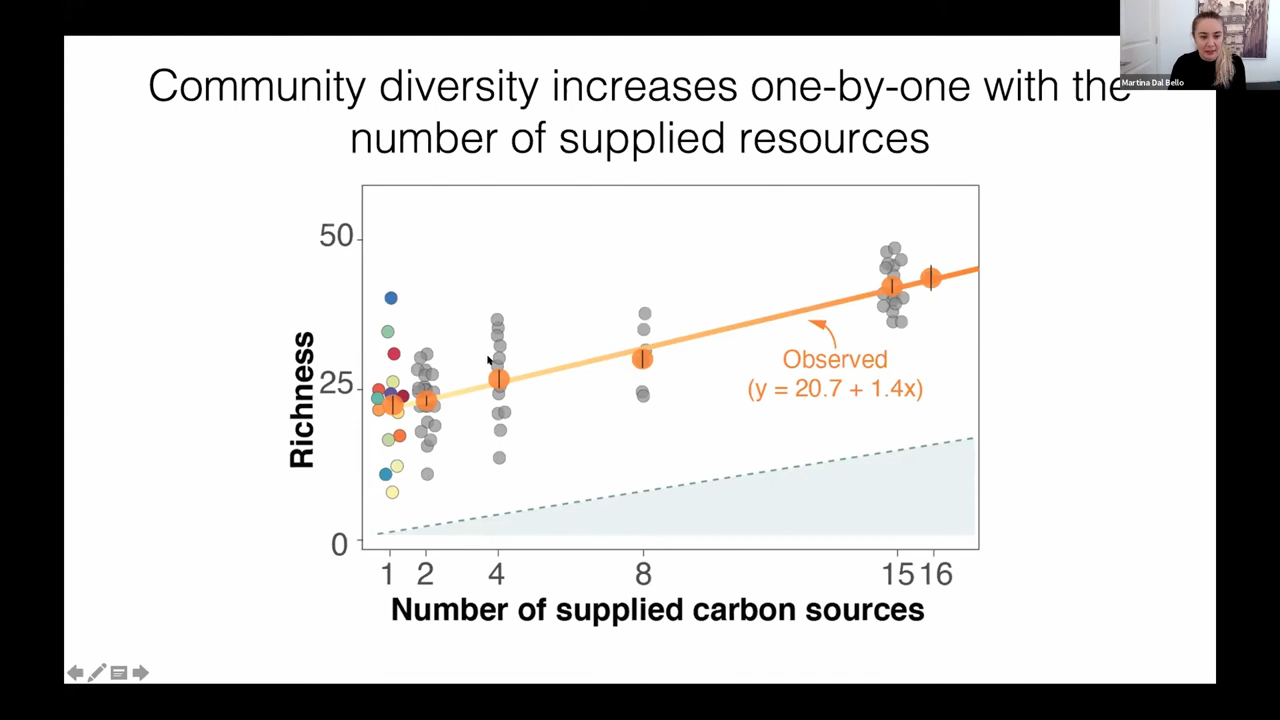 Martina Dal Bello
Community diversity increases one-by-one with the
number of supplied resources
50
25
0
Richness
Observed
(y = 20.7 + 1.4x)
1 2 4 8 15 16
Number of supplied carbon sources